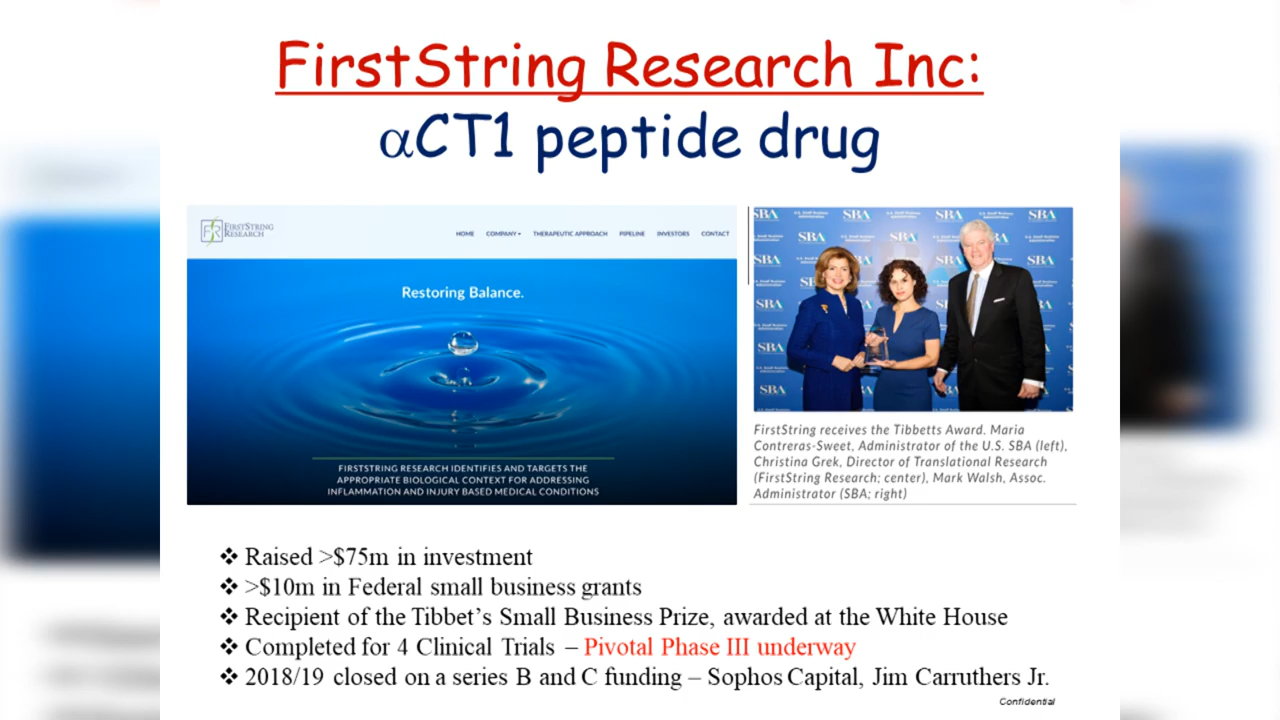 FirstString Research Inc:
αCT1 peptide drug
FIRSTSTRING
RESEARCH
HOME COMPANY PIPELINE THERAPEUTIC APPROACH INVESTORS CONTACT
Restoring Balance.
FIRSTSTRING RESEARCH IDENTIFIES AND TARGETS THE
APPROPRIATE BIOLOGICAL CONTEXT FOR ADDRESSING
INFLAMMATION AND INJURY BASED MEDICAL CONDITIONS
SBA
U.S. Small Business
Administration
FirstString receives the Tibbetts Award. Maria
Contreras-Sweet, Administrator of the U.S. SBA (left),
Christina Grek, Director of Translational Research
(FirstString Research; center), Mark Walsh, Assoc.
Administrator (SBA; right)
❖ Raised >$75m in investment
❖ >$10m in Federal small business grants
❖ Recipient of the Tibbet’s Small Business Prize, awarded at the White House
❖ Completed for 4 Clinical Trials – Pivotal Phase III underway
❖ 2018/19 closed on a series B and C funding – Sophos Capital, Jim Carruthers Jr.
Confidential